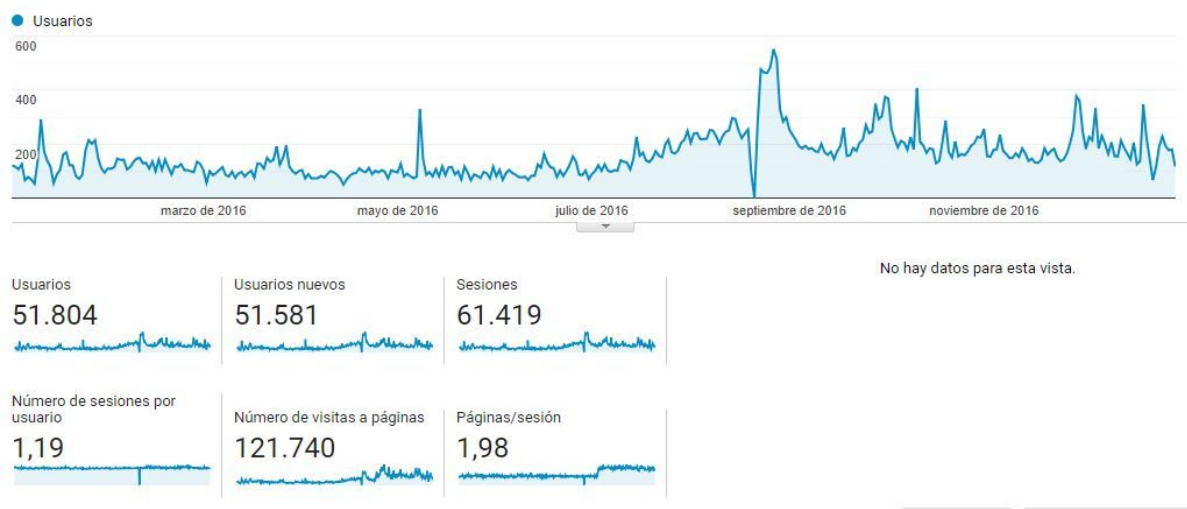 Usuarios
600
400
200
marzo de 2016
mayo de 2016
julio de 2016
septiembre de 2016
noviembre de 2016
No hay datos para esta vista.
Usuarios
51.804
Usuarios nuevos
51.581
Sesiones
61.419
Número de sesiones por
usuario
1,19
Número de visitas a páginas
121.740
Páginas/sesión
1,98